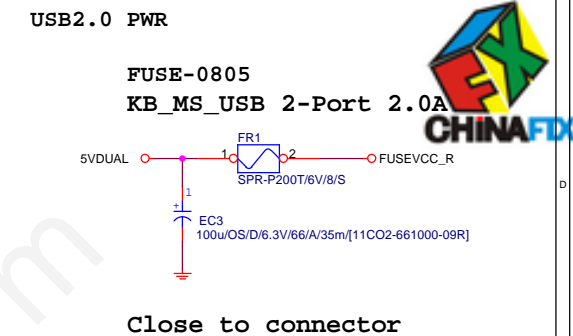 USB2.0 PWR
FUSE-0805
KB_MS_USB 2-Port 2.0A
CHINAFIX
FR1
5VDUAL
1
2
FUSEVCC_R
SPR-P200T/6V/8/S
D
1
+
EC3
100u/OS/D/6.3V/66/A/35m/[11CO2-661000-09R]
m
Close to connector